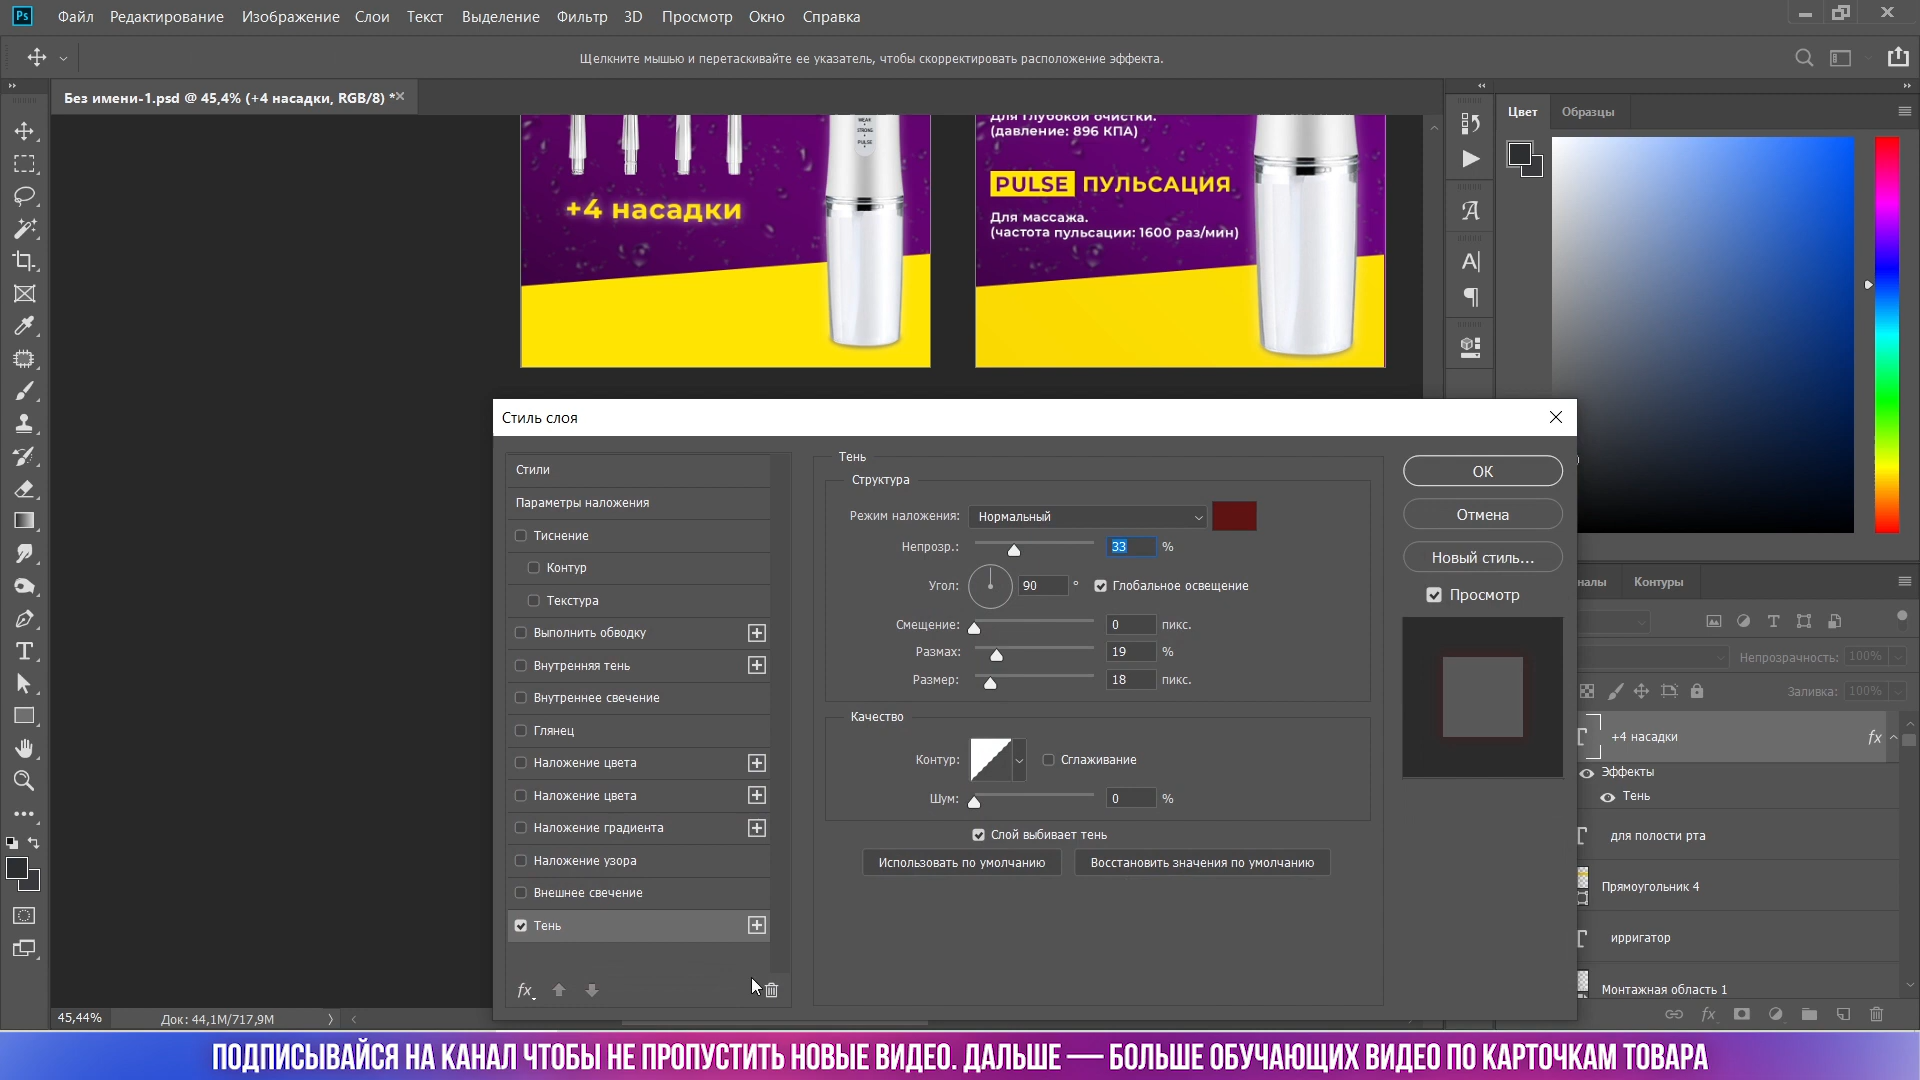 Ps
Файл Редактирование Изображение Слои Текст Выделение Фильтр 3D Просмотр Окно Справка
Щелкните мышью и перетаскивайте ее указатель, чтобы скорректировать расположение эффекта.
Без имени-1.psd @ 45,4% (+4 насадки, RGB/8) *
WEAK
STRONG
PULSE
+4 насадки
Для глубокой очистки.
(давление: 896 КПА)
PULSE ПУЛЬСАЦИЯ
Для массажа.
(частота пульсации: 1600 раз/мин)
Цвет Образцы
Стиль слоя
Стили
Параметры наложения
Тиснение
Контур
Текстура
Выполнить обводку
Внутренняя тень
Внутреннее свечение
Глянец
Наложение цвета
Наложение цвета
Наложение градиента
Наложение узора
Внешнее свечение
Тень
fx
Тень
Структура
Режим наложения: Нормальный
Непрозр.: 33 %
Угол: 90 ° Глобальное освещение
Смещение: 0 пикс.
Размах: 19 %
Размер: 18 пикс.
Качество
Контур: Сглаживание
Шум: 0 %
Слой выбивает тень
Использовать по умолчанию Восстановить значения по умолчанию
ОК
Отмена
Новый стиль...
Просмотр
налы Контуры
Непрозрачность: 100%
Заливка: 100%
+4 насадки fx
Эффекты
Тень
для полости рта
Прямоугольник 4
ирригатор
Монтажная область 1
fx
45,44% Док: 44,1M/717,9M
ПОДПИСЫВАЙСЯ НА КАНАЛ ЧТОБЫ НЕ ПРОПУСТИТЬ НОВЫЕ ВИДЕО. ДАЛЬШЕ — БОЛЬШЕ ОБУЧАЮЩИХ ВИДЕО ПО КАРТОЧКАМ ТОВАРА